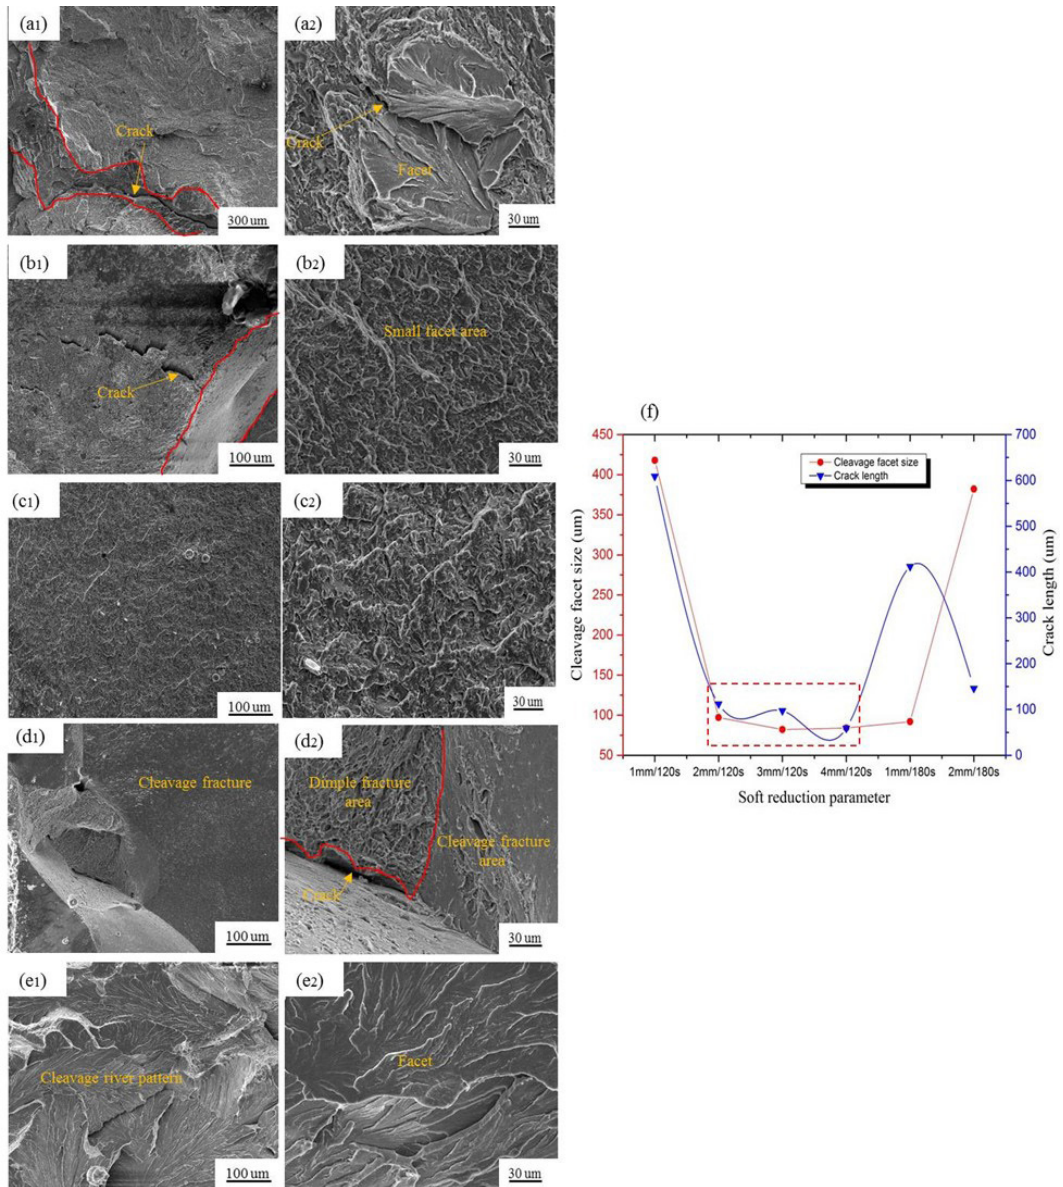 (a1)
Crack
300 um
(a2)
Crack
Facet
30 um
(b1)
Crack
100 um
(b2)
Small facet area
30 um
(c1)
100 um
(c2)
30 um
(d1)
Cleavage fracture
100 um
(d2)
Dimple fracture
area
Cleavage fracture
area
Crack
30 um
(e1)
Cleavage river pattern
100 um
(e2)
Facet
30 um
(f)
Cleavage facet size
Crack length
Cleavage facet size (um)
450
400
350
300
250
200
150
100
50
Crack length (um)
700
600
500
400
300
200
100
0
1mm/120s 2mm/120s 3mm/120s 4mm/120s 1mm/180s 2mm/180s
Soft reduction parameter